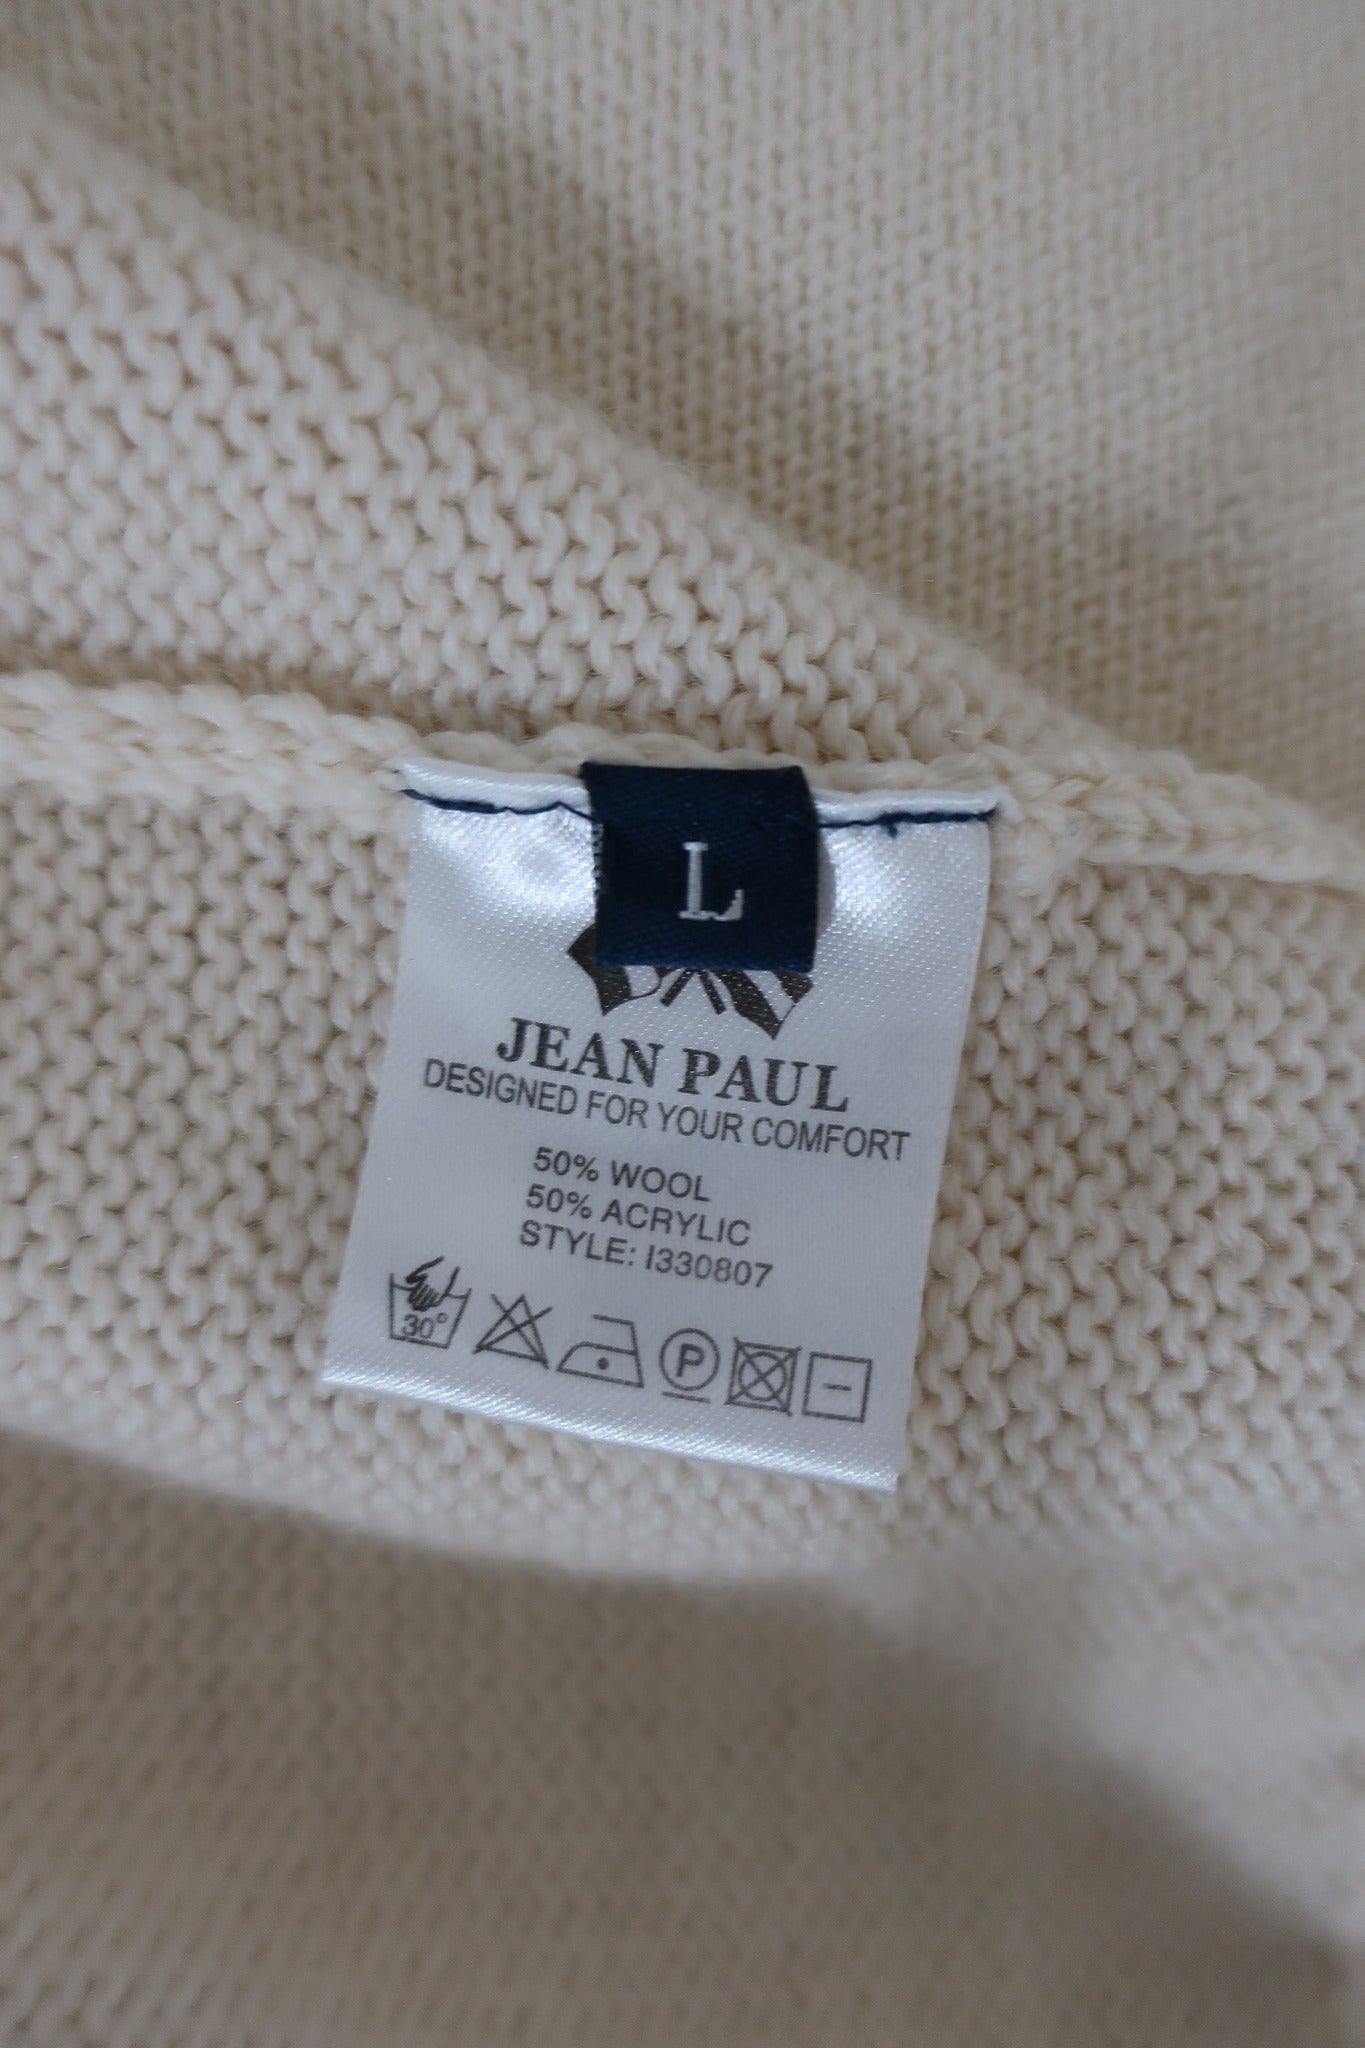 L
JEAN PAUL
DESIGNED FOR YOUR COMFORT
50% WOOL
50% ACRYLIC
STYLE: I330807
30°
P